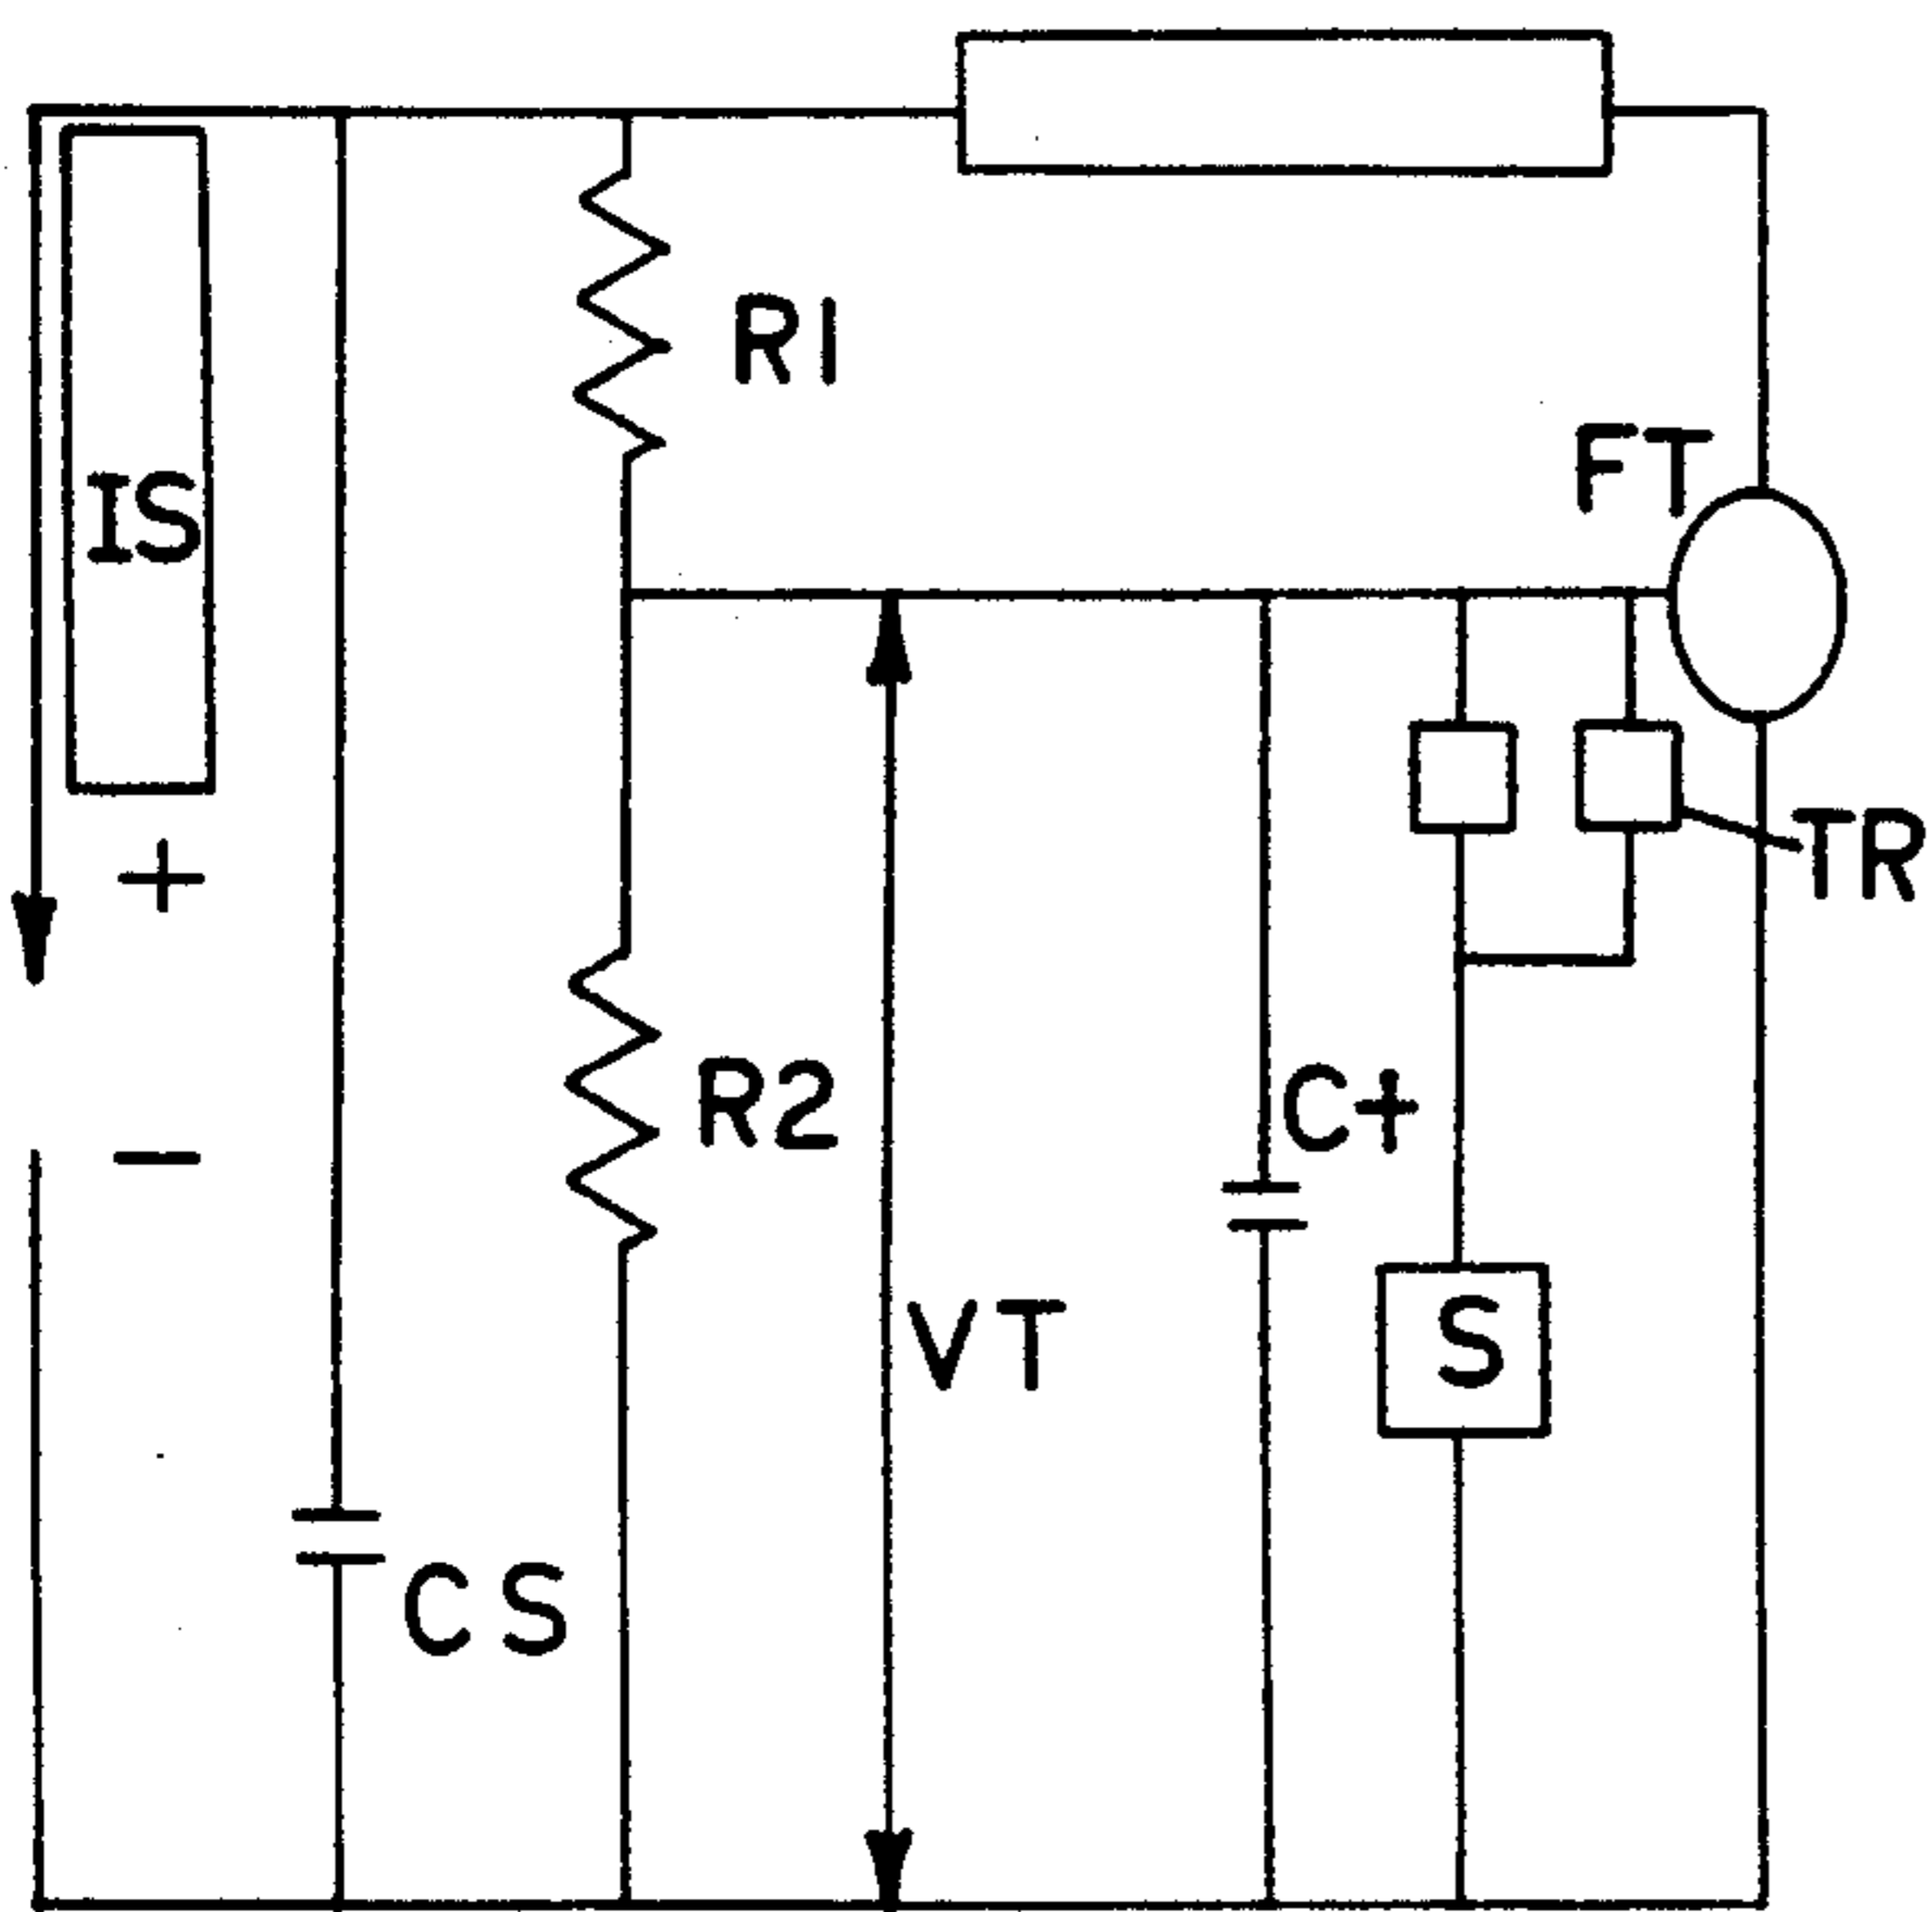 R1
FT
IS
+
TR
R2
C+
−
VT
S
CS